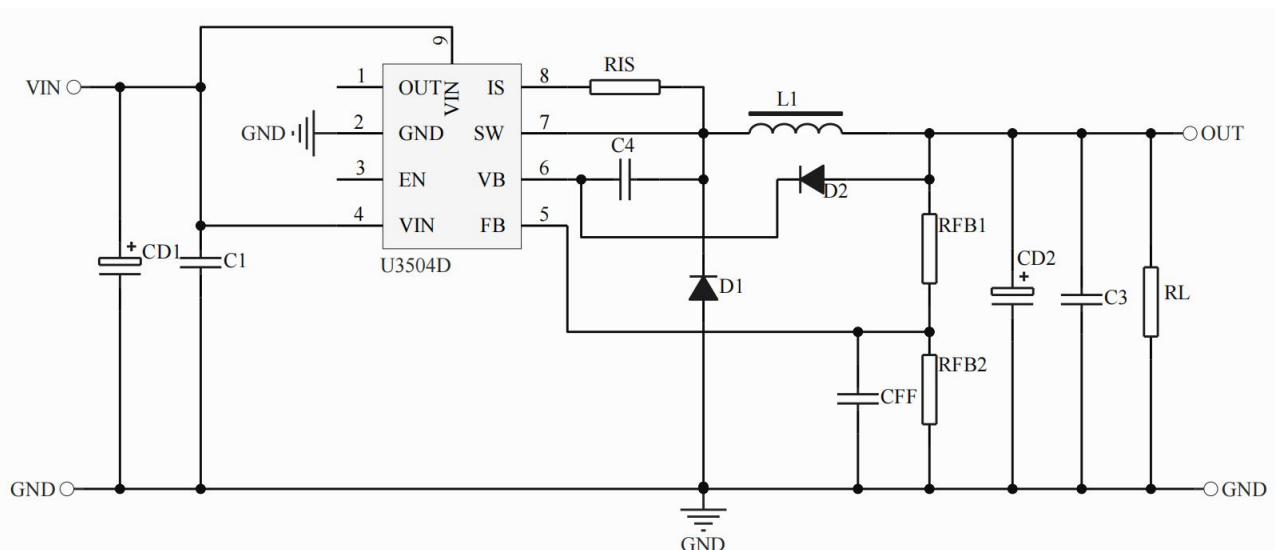 9
VIN
1
OUT
VIN
IS
8
RIS
GND
2
GND
SW
7
L1
OUT
3
EN
VB
6
C4
D2
4
VIN
FB
5
RFB1
U3504D
+
CD1
C1
D1
CD2
+
C3
RL
RFB2
CFF
GND
GND
GND